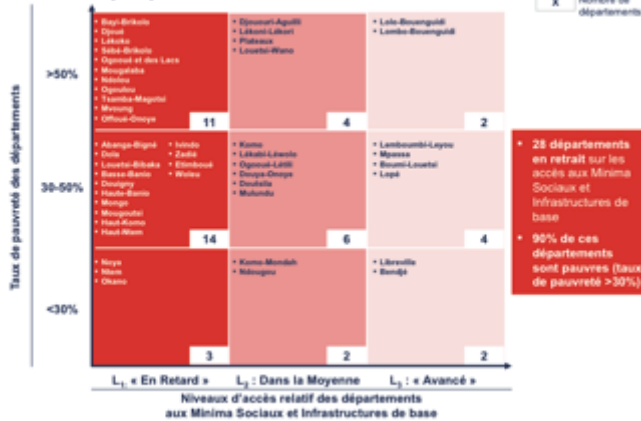 X
Nombre de
départements
Taux de pauvreté des départements
>50%
• Bayi-Brikolo
• Djoué
• Lékoko
• Sébé-Brikolo
• Ogooué et des Lacs
• Mougalaba
• Ndolou
• Ogoulou
• Tsamba-Magotsi
• Mvoung
• Offoué-Onoye
11
• Djououri-Aguilli
• Lékoni-Lékori
• Plateaux
• Louetsi-Wano
4
• Lolo-Bouenguidi
• Lombo-Bouenguidi
2
30-50%
• Abanga-Bigné
• Dola
• Louetsi-Bibaka
• Basse-Banio
• Douigny
• Haute-Banio
• Mongo
• Mougoutsi
• Haut-Komo
• Haut-Ntem
• Ivindo
• Zadié
• Etimboué
• Woleu
14
• Komo
• Lékabi-Léwolo
• Ogooué-Létili
• Douya-Onoye
• Doutsila
• Mulundu
6
• Lemboumbi-Leyou
• Mpassa
• Boumi-Louetsi
• Lopé
4
<30%
• Noya
• Ntem
• Okano
3
• Komo-Mondah
• Ndougou
2
• Libreville
• Bendjé
2
L₁, « En Retard »
L₂ : Dans la Moyenne
L₃ : « Avancé »
Niveaux d'accès relatif des départements
aux Minima Sociaux et Infrastructures de base
• 28 départements
en retrait sur les
accès aux Minima
Sociaux et
Infrastructures de
base
• 90% de ces
départements
sont pauvres (taux
de pauvreté >30%)